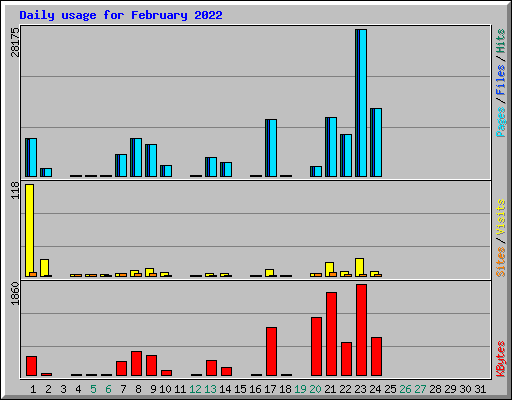 Daily usage for February 2022
28175
Pages / Files / Hits
118
Sites / Visits
1860
KBytes
1 2 3 4 5 6 7 8 9 10 11 12 13 14 15 16 17 18 19 20 21 22 23 24 25 26 27 28 29 30 31